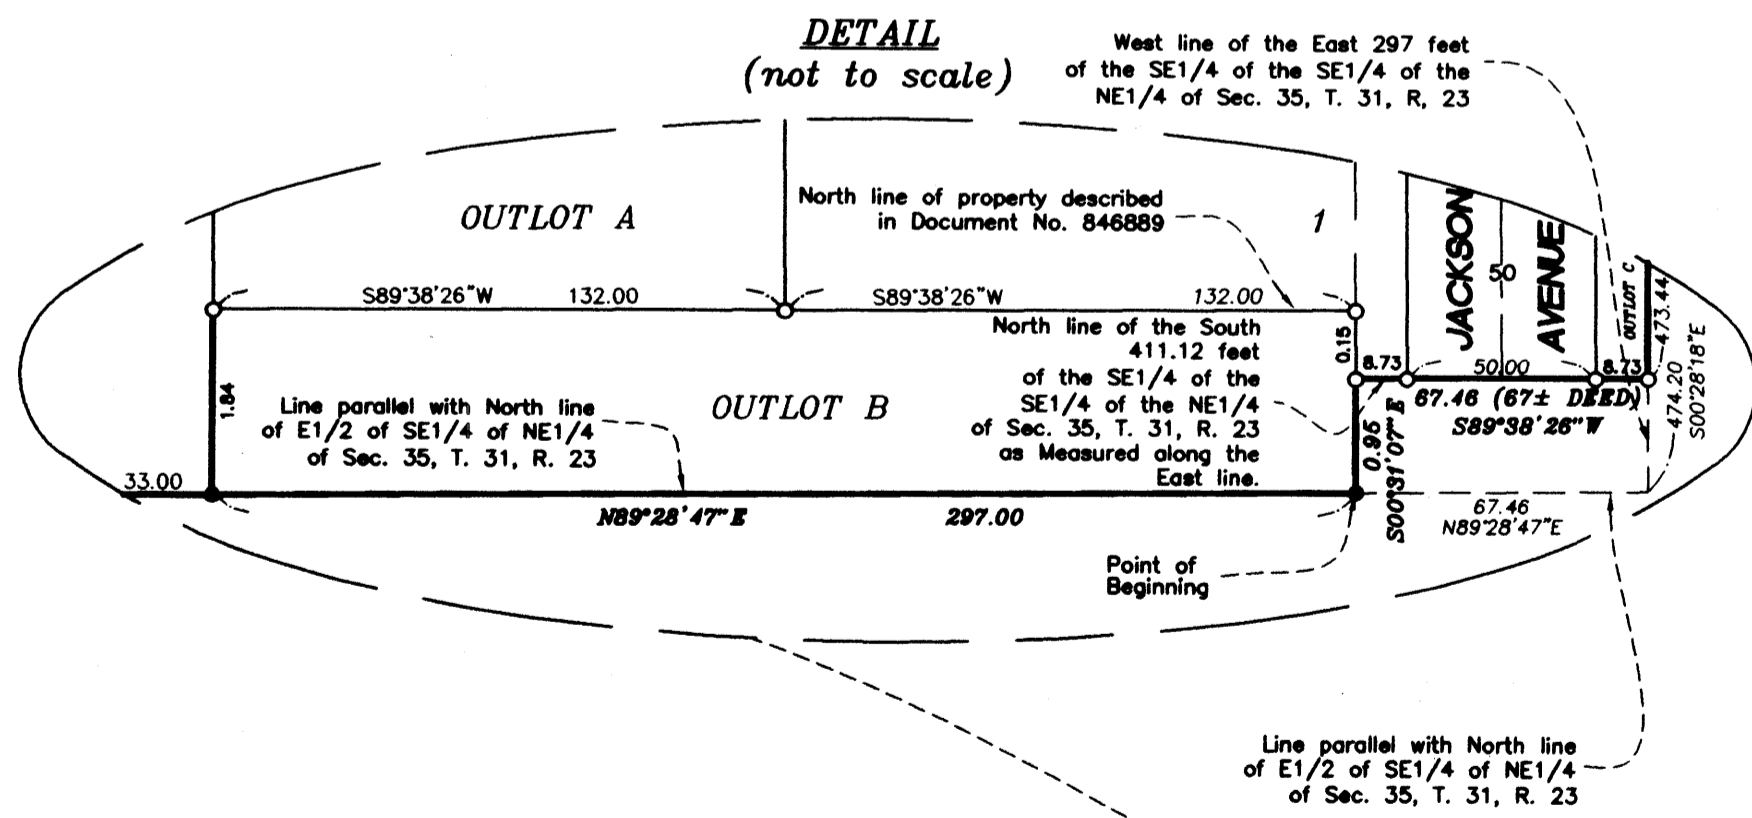 DETAIL
(not to scale)
West line of the East 297 feet
of the SE1/4 of the SE1/4 of the
NE1/4 of Sec. 35, T. 31, R, 23
OUTLOT A
North line of property described
in Document No. 846889
1
JACKSON
50
AVENUE
OUTLOT C
473.44
474.20
S00°28'18"E
S89°38'26"W
132.00
S89°38'26"W
132.00
0.15
8.73
50.00
8.73
67.46 (67± DEED)
S89°38'26"W
North line of the South
411.12 feet
of the SE1/4 of the
SE1/4 of the NE1/4
of Sec. 35, T. 31, R. 23
as Measured along the
East line.
1.84
Line parallel with North line
of E1/2 of SE1/4 of NE1/4
of Sec. 35, T. 31, R. 23
OUTLOT B
0.95
S00°31'07"E
33.00
N89°28'47"E
297.00
67.46
N89°28'47"E
Point of
Beginning
Line parallel with North line
of E1/2 of SE1/4 of NE1/4
of Sec. 35, T. 31, R. 23